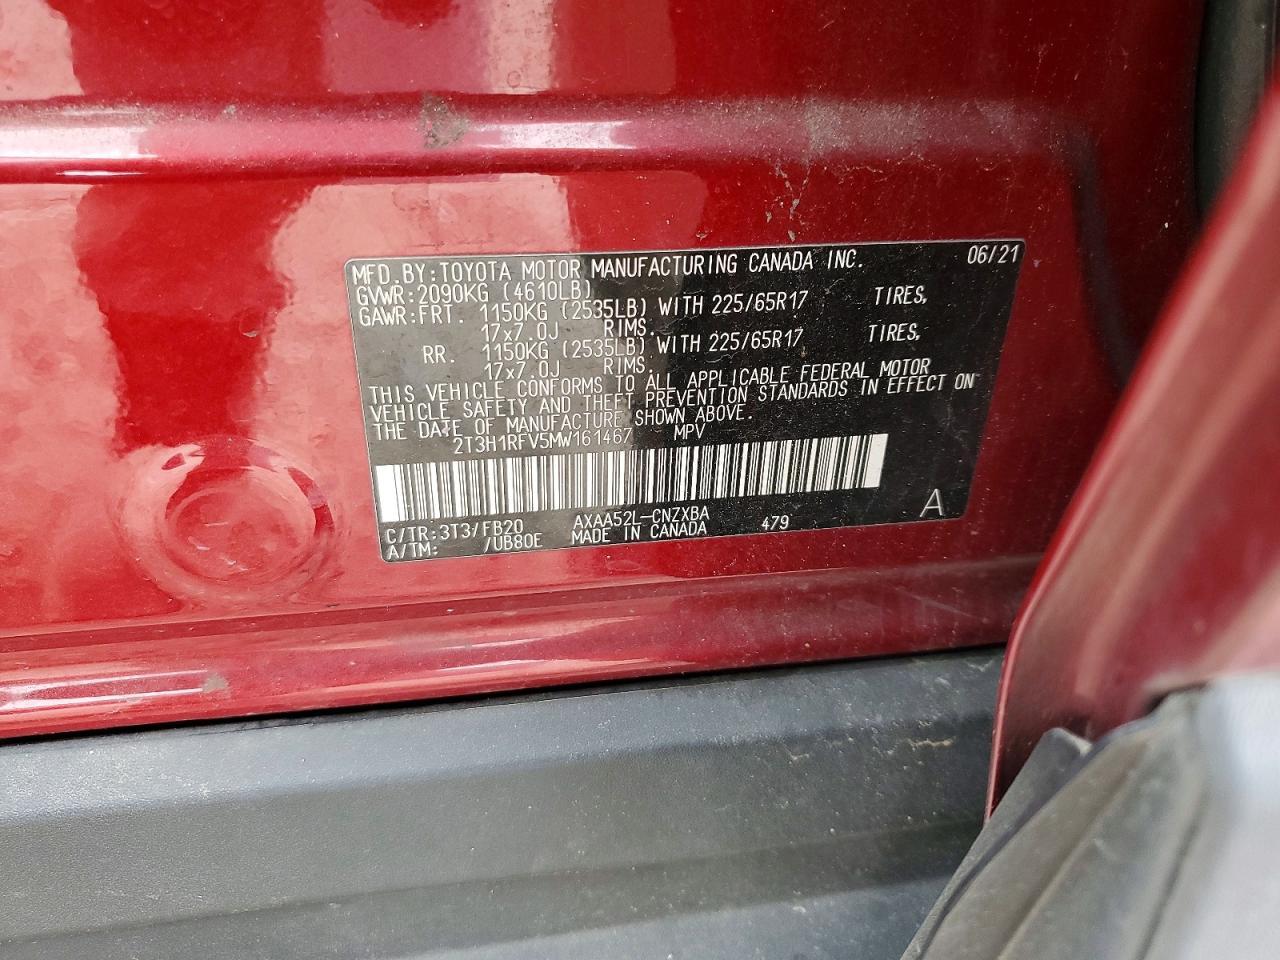 MFD.BY:TOYOTA MOTOR MANUFACTURING CANADA INC. 06/21
GVWR:2090KG (4610LB)
GAWR:FRT. 1150KG (2535LB) WITH 225/65R17 TIRES,
17x7.0J RIMS.
RR. 1150KG (2535LB) WITH 225/65R17 TIRES,
17x7.0J RIMS.
THIS VEHICLE CONFORMS TO ALL APPLICABLE FEDERAL MOTOR
VEHICLE SAFETY AND THEFT PREVENTION STANDARDS IN EFFECT ON
THE DATE OF MANUFACTURE SHOWN ABOVE.
2T3H1RFV5MW161467 MPV
C/TR:3T3/FB20 AXAA52L-CNZXBA 479 A
A/TM: /UB80E MADE IN CANADA